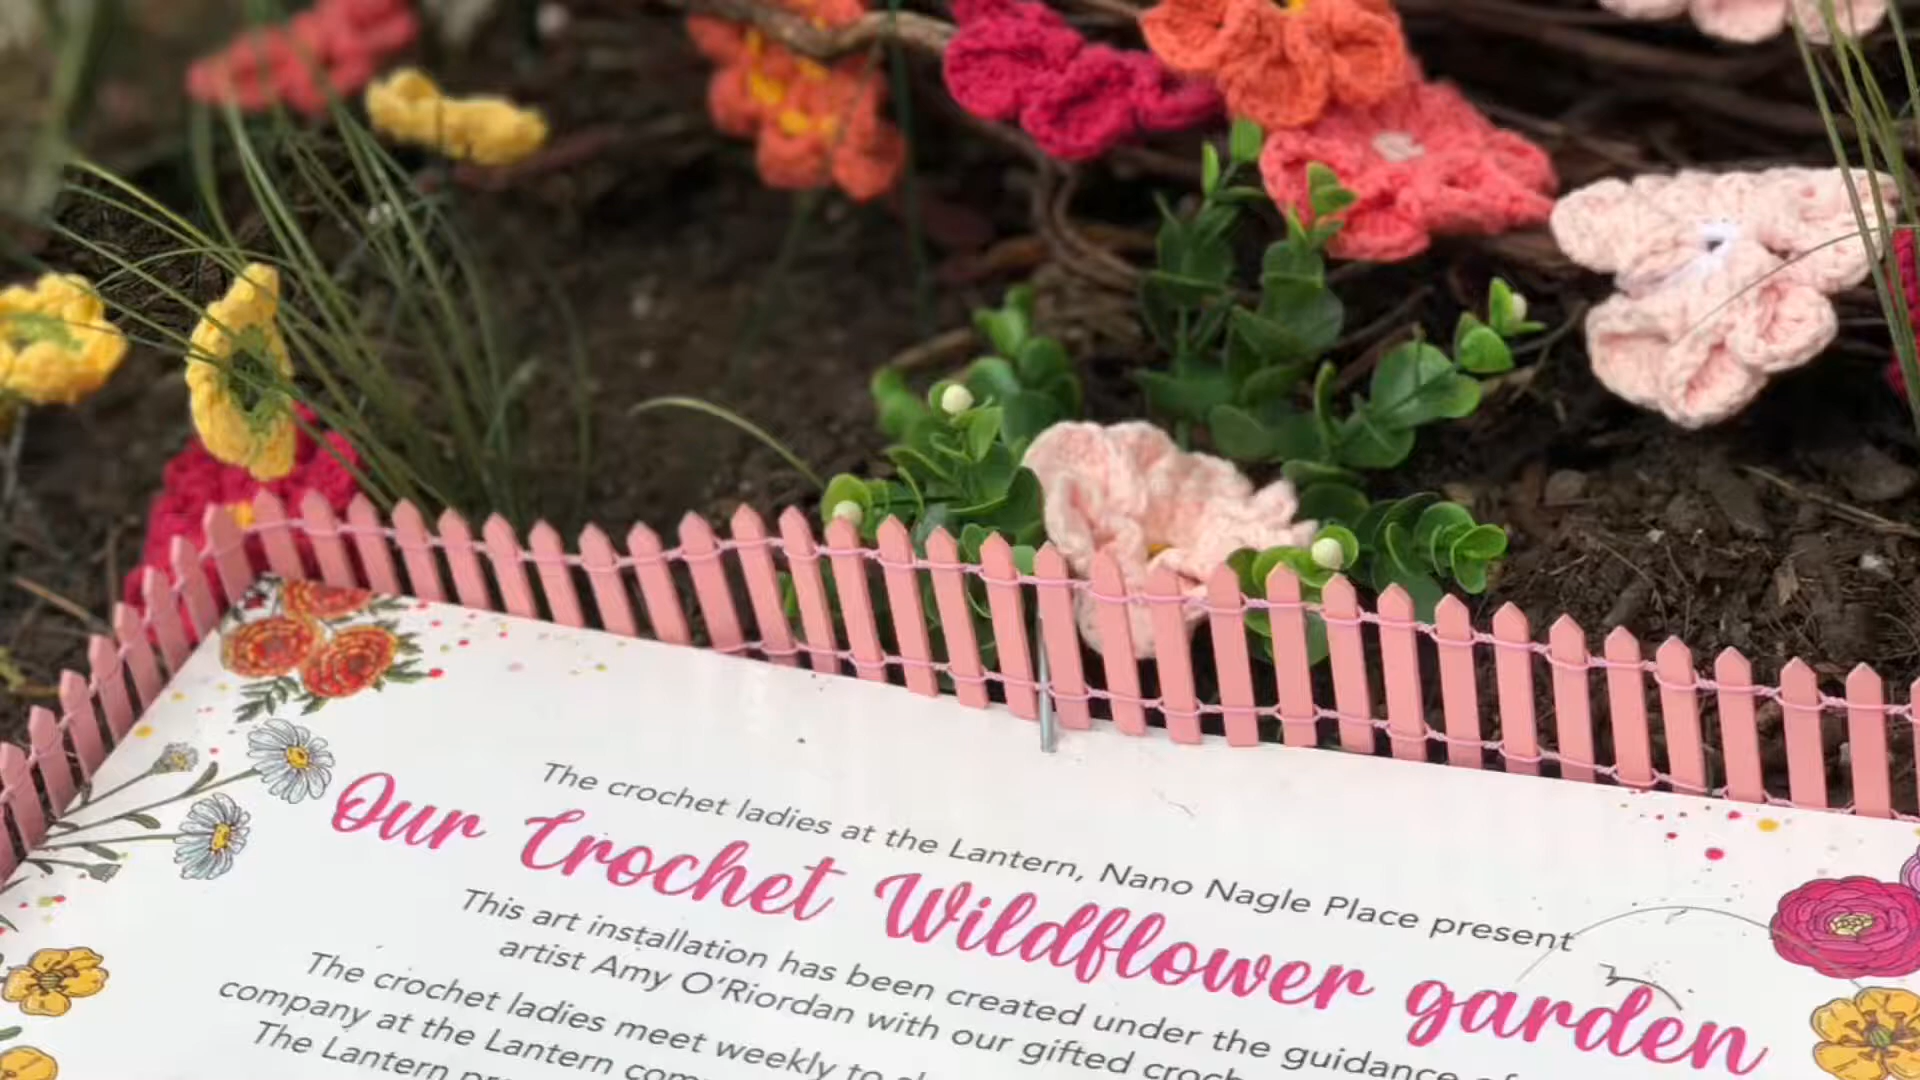 The crochet ladies at the Lantern, Nano Nagle Place present
Our Crochet Wildflower garden
This art installation has been created under the guidance of
artist Amy O'Riordan with our gifted
The crochet ladies meet weekly to
company at the Lantern
The Lantern